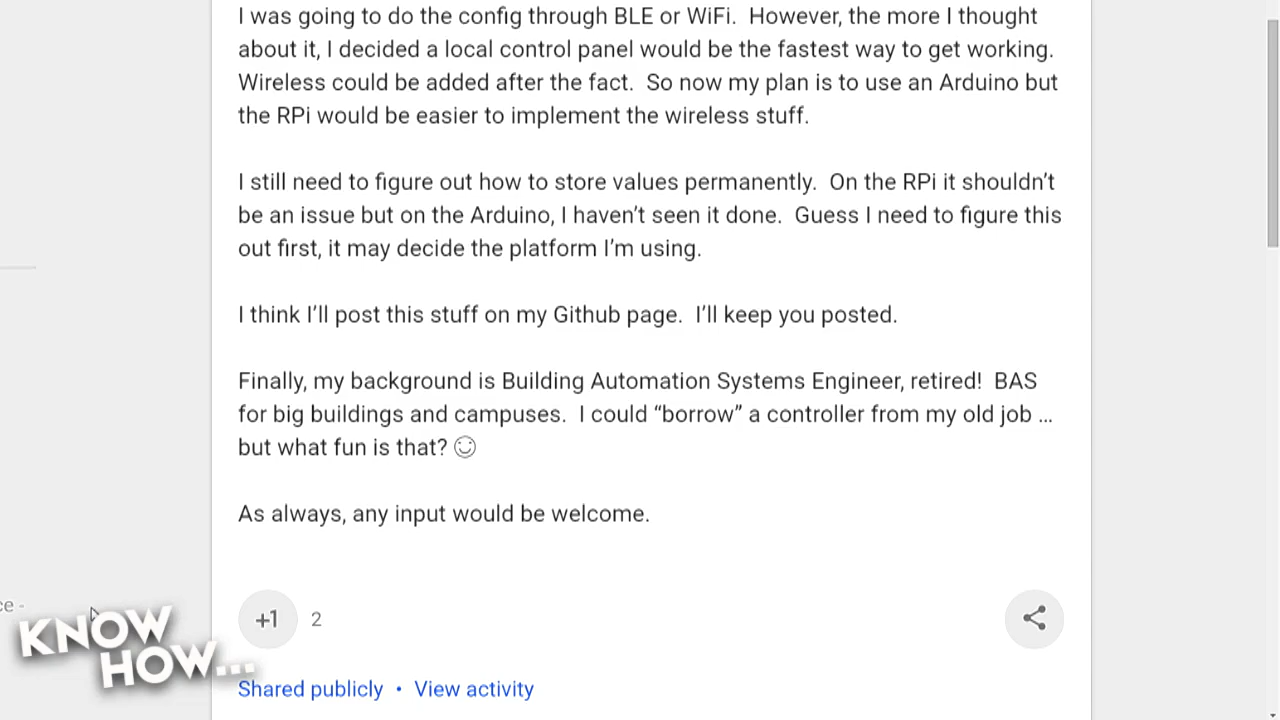 I was going to do the config through BLE or WiFi.  However, the more I thought
about it, I decided a local control panel would be the fastest way to get working.
Wireless could be added after the fact.  So now my plan is to use an Arduino but
the RPi would be easier to implement the wireless stuff.
I still need to figure out how to store values permanently.  On the RPi it shouldn't
be an issue but on the Arduino, I haven't seen it done.  Guess I need to figure this
out first, it may decide the platform I'm using.
I think I'll post this stuff on my Github page.  I'll keep you posted.
Finally, my background is Building Automation Systems Engineer, retired!  BAS
for big buildings and campuses.  I could “borrow” a controller from my old job ...
but what fun is that? ☺
As always, any input would be welcome.
ce -
+1 2
KNOW
HOW...
Shared publicly • View activity